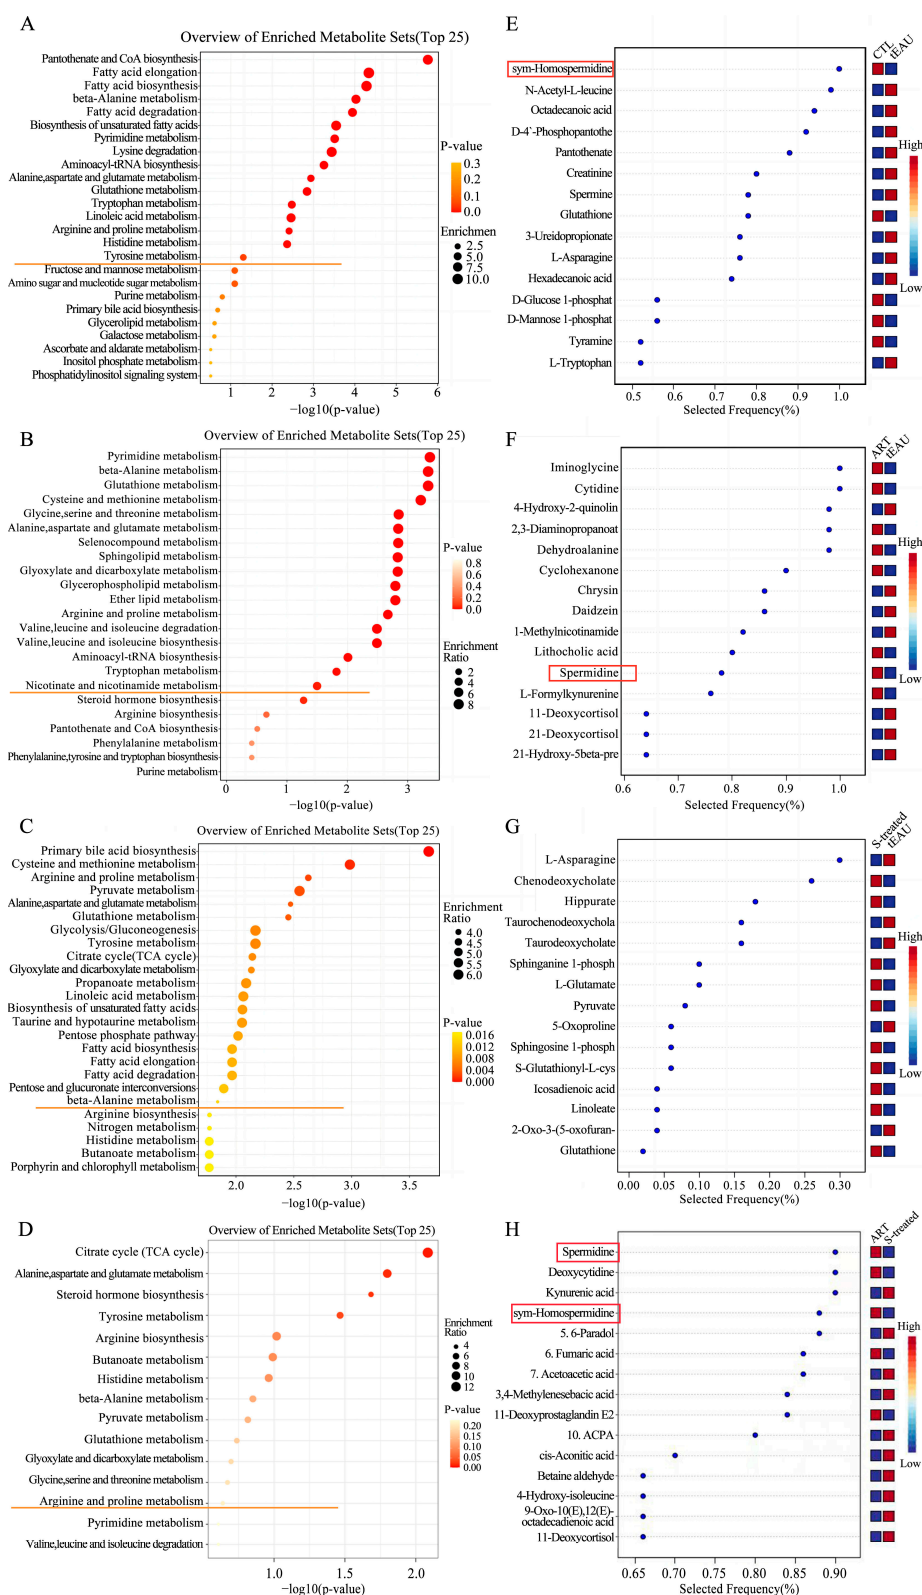 A
Overview of Enriched Metabolite Sets(Top 25)
Pantothenate and CoA biosynthesis
Fatty acid elongation
Fatty acid biosynthesis
beta-Alanine metabolism
Fatty acid degradation
Biosynthesis of unsaturated fatty acids
Pyrimidine metabolism
Lysine degradation
Aminoacyl-tRNA biosynthesis
Alanine,aspartate and glutamate metabolism
Glutathione metabolism
Tryptophan metabolism
Linoleic acid metabolism
Arginine and proline metabolism
Histidine metabolism
Tyrosine metabolism
Fructose and mannose metabolism
Amino sugar and nucleotide sugar metabolism
Purine metabolism
Primary bile acid biosynthesis
Glycerolipid metabolism
Galactose metabolism
Ascorbate and aldarate metabolism
Inositol phosphate metabolism
Phosphatidylinositol signaling system
1 2 3 4 5 6
−log10(p-value)
P-value
0.3
0.2
0.1
0.0
Enrichmen
2.5
5.0
7.5
10.0
E
CTL
tEAU
sym-Homospermidine
N-Acetyl-L-leucine
Octadecanoic acid
D-4`-Phosphopantothe
Pantothenate
Creatinine
Spermine
Glutathione
3-Ureidopropionate
L-Asparagine
Hexadecanoic acid
D-Glucose 1-phosphat
D-Mannose 1-phosphat
Tyramine
L-Tryptophan
0.5 0.6 0.7 0.8 0.9 1.0
Selected Frequency(%)
High
Low
B
Overview of Enriched Metabolite Sets(Top 25)
Pyrimidine metabolism
beta-Alanine metabolism
Glutathione metabolism
Cysteine and methionine metabolism
Glycine,serine and threonine metabolism
Alanine,aspartate and glutamate metabolism
Selenocompound metabolism
Sphingolipid metabolism
Glyoxylate and dicarboxylate metabolism
Glycerophospholipid metabolism
Ether lipid metabolism
Arginine and proline metabolism
Valine,leucine and isoleucine degradation
Valine,leucine and isoleucine biosynthesis
Aminoacyl-tRNA biosynthesis
Tryptophan metabolism
Nicotinate and nicotinamide metabolism
Steroid hormone biosynthesis
Arginine biosynthesis
Pantothenate and CoA biosynthesis
Phenylalanine metabolism
Phenylalanine,tyrosine and tryptophan biosynthesis
Purine metabolism
0 1 2 3
−log10(p-value)
P-value
0.8
0.6
0.4
0.2
0.0
Enrichment
Ratio
2
4
6
8
F
ART
tEAU
Iminoglycine
Cytidine
4-Hydroxy-2-quinolin
2,3-Diaminopropanoat
Dehydroalanine
Cyclohexanone
Chrysin
Daidzein
1-Methylnicotinamide
Lithocholic acid
Spermidine
L-Formylkynurenine
11-Deoxycortisol
21-Deoxycortisol
21-Hydroxy-5beta-pre
0.6 0.7 0.8 0.9 1.0
Selected Frequency(%)
High
Low
C
Overview of Enriched Metabolite Sets(Top 25)
Primary bile acid biosynthesis
Cysteine and methionine metabolism
Arginine and proline metabolism
Pyruvate metabolism
Alanine,aspartate and glutamate metabolism
Glutathione metabolism
Glycolysis/Gluconeogenesis
Tyrosine metabolism
Citrate cycle(TCA cycle)
Glyoxylate and dicarboxylate metabolism
Propanoate metabolism
Linoleic acid metabolism
Biosynthesis of unsaturated fatty acids
Taurine and hypotaurine metabolism
Pentose phosphate pathway
Fatty acid biosynthesis
Fatty acid elongation
Fatty acid degradation
Pentose and glucuronate interconversions
beta-Alanine metabolism
Arginine biosynthesis
Nitrogen metabolism
Histidine metabolism
Butanoate metabolism
Porphyrin and chlorophyll metabolism
2.0 2.5 3.0 3.5
−log10(p-value)
Enrichment
Ratio
4.0
4.5
5.0
5.5
6.0
P-value
0.016
0.012
0.008
0.004
0.000
G
S-treated
tEAU
L-Asparagine
Chenodeoxycholate
Hippurate
Taurochenodeoxychola
Taurodeoxycholate
Sphinganine 1-phosph
L-Glutamate
Pyruvate
5-Oxoproline
Sphingosine 1-phosph
S-Glutathionyl-L-cys
Icosadienoic acid
Linoleate
2-Oxo-3-(5-oxofuran-
Glutathione
0.00 0.05 0.10 0.15 0.20 0.25 0.30
Selected Frequency(%)
High
Low
D
Overview of Enriched Metabolite Sets(Top 25)
Citrate cycle (TCA cycle)
Alanine,aspartate and glutamate metabolism
Steroid hormone biosynthesis
Tyrosine metabolism
Arginine biosynthesis
Butanoate metabolism
Histidine metabolism
beta-Alanine metabolism
Pyruvate metabolism
Glutathione metabolism
Glyoxylate and dicarboxylate metabolism
Glycine,serine and threonine metabolism
Arginine and proline metabolism
Pyrimidine metabolism
Valine,leucine and isoleucine degradation
1.0 1.5 2.0
−log10(p-value)
Enrichment
Ratio
4
6
8
10
12
P-value
0.20
0.15
0.10
0.05
0.00
H
ART
S-treated
Spermidine
Deoxycytidine
Kynurenic acid
sym-Homospermidine
5. 6-Paradol
6. Fumaric acid
7. Acetoacetic acid
3,4-Methylenesebacic acid
11-Deoxyprostaglandin E2
10. ACPA
cis-Aconitic acid
Betaine aldehyde
4-Hydroxy-isoleucine
9-Oxo-10(E),12(E)-
octadecadienoic acid
11-Deoxycortisol
0.65 0.70 0.75 0.80 0.85 0.90
Selected Frequency(%)
High
Low